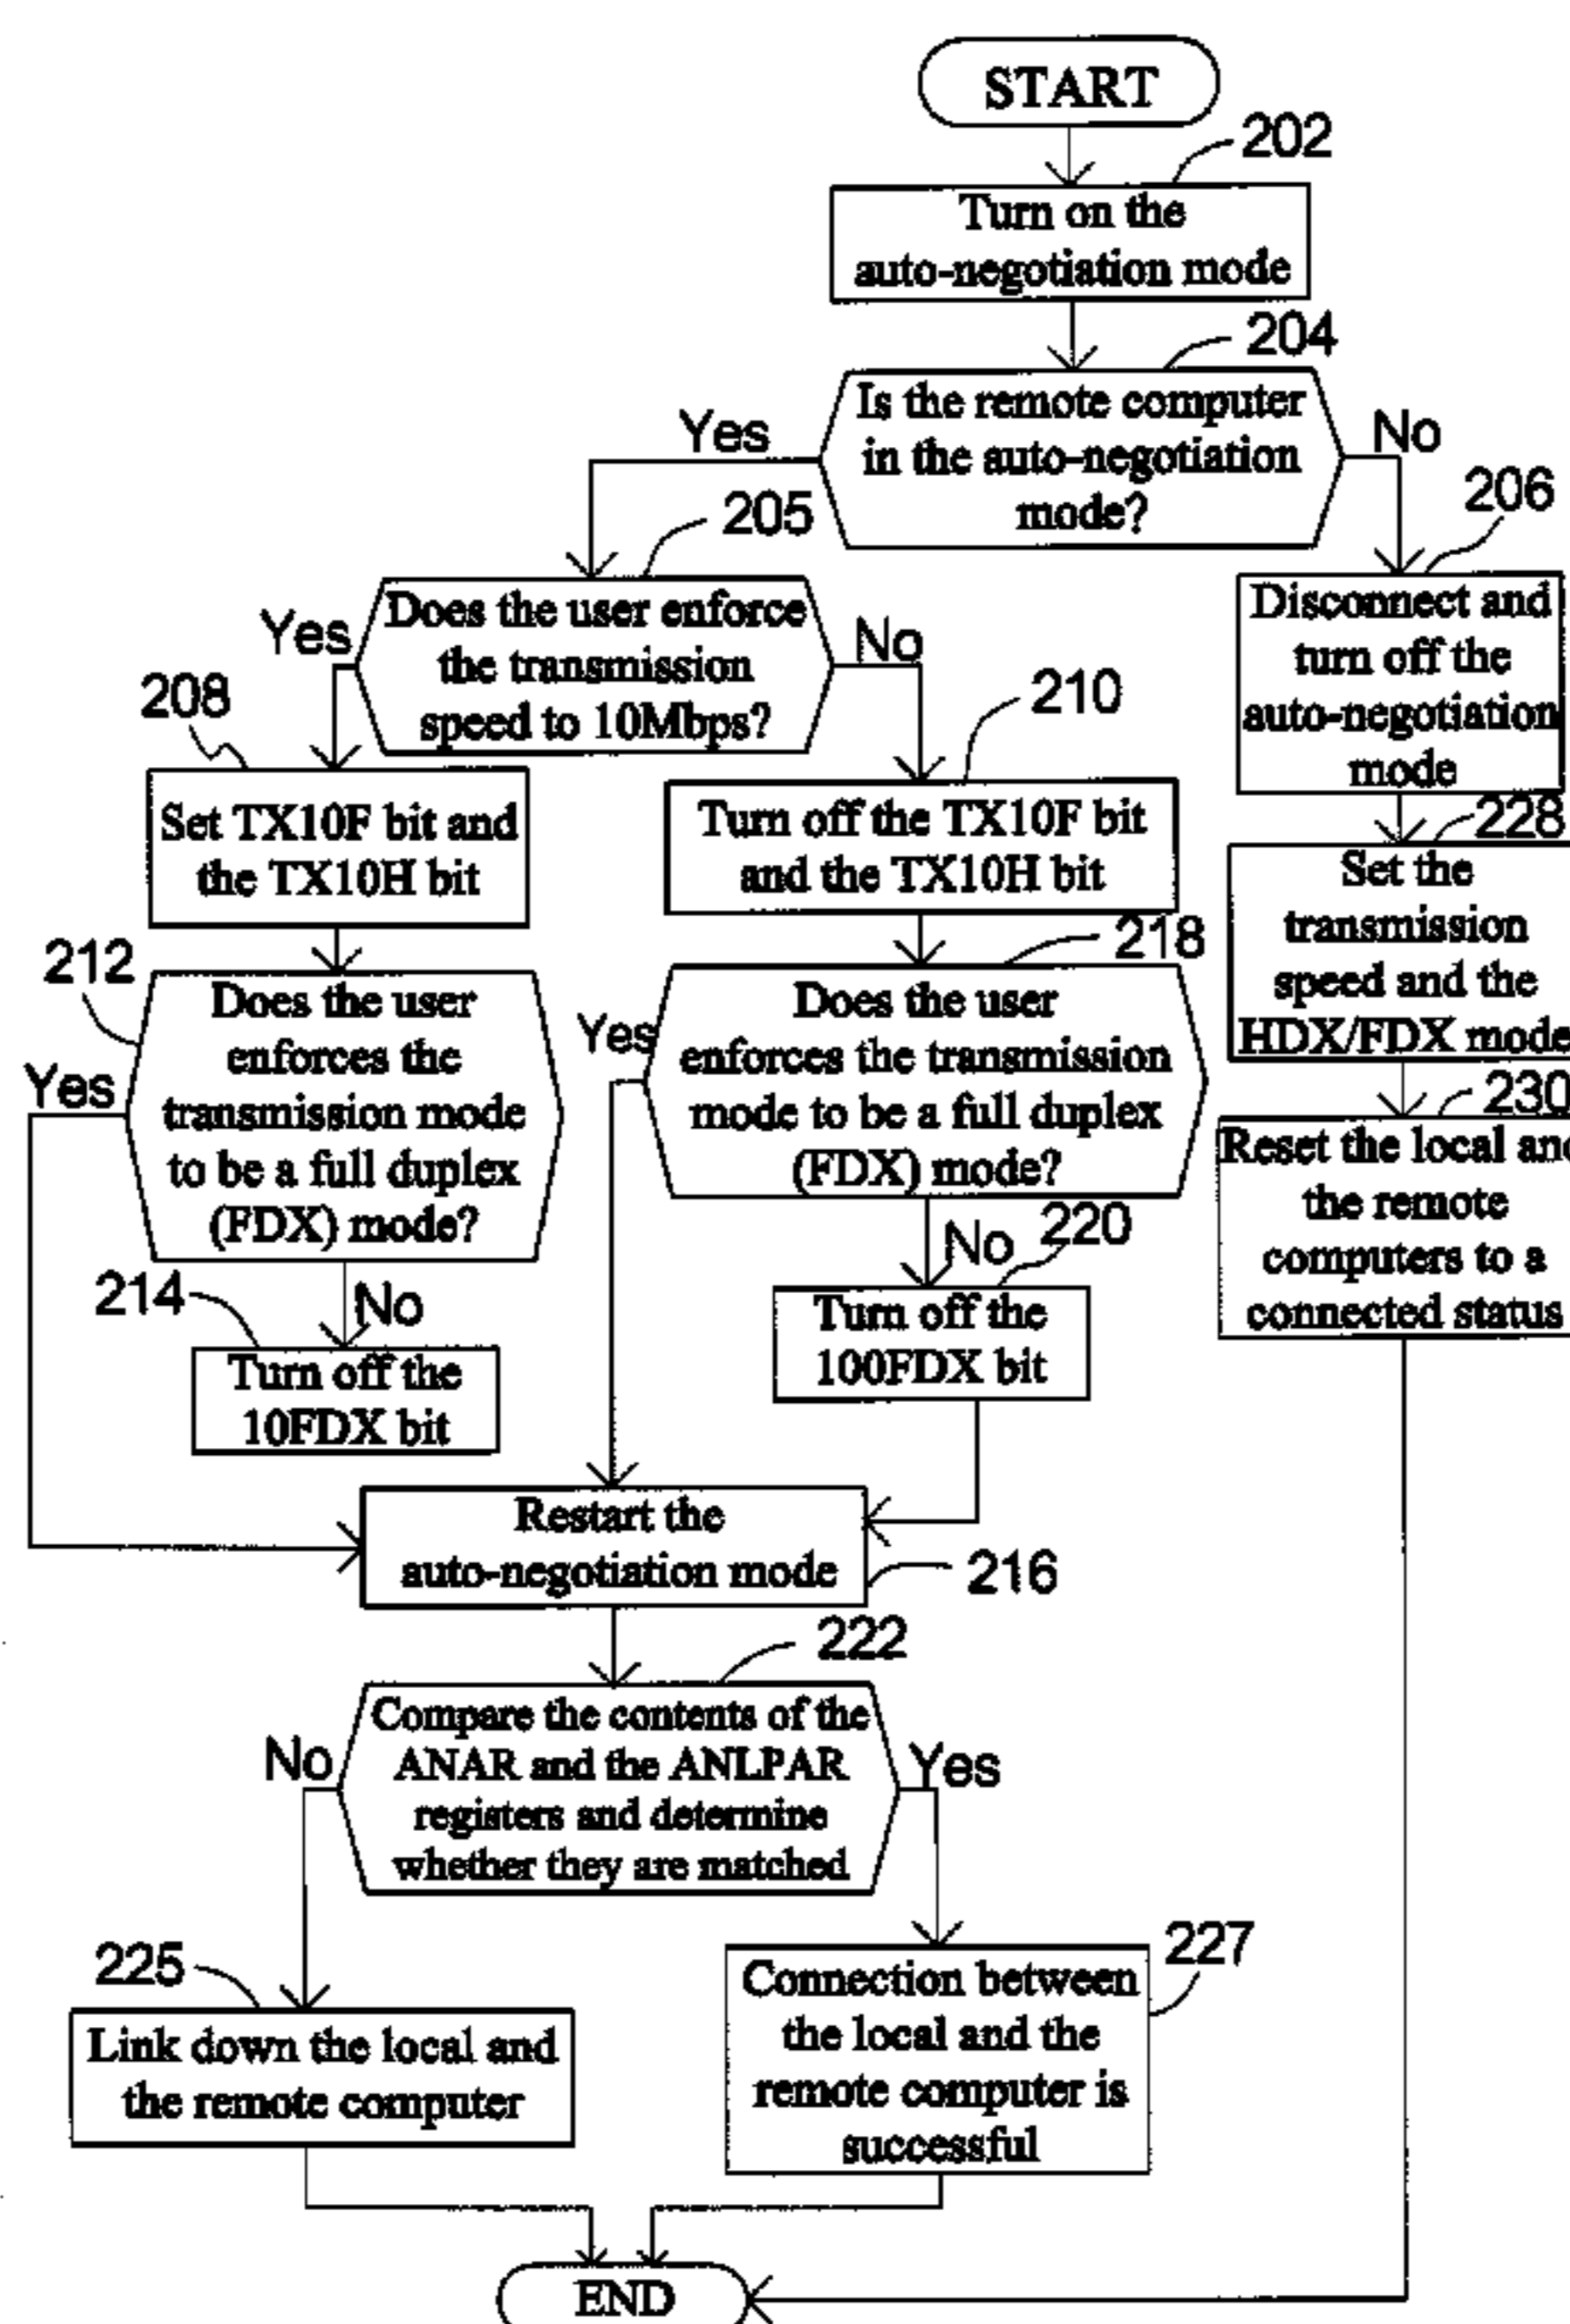 START
202
Turn on the
auto-negotiation mode
204
Is the remote computer
in the auto-negotiation
mode?
Yes
No
205
206
Does the user enforce
the transmission
speed to 10Mbps?
Yes
No
Disconnect and
turn off the
auto-negotiation
mode
208
210
Set TX10F bit and
the TX10H bit
Turn off the TX10F bit
and the TX10H bit
228
Set the
transmission
speed and the
HDX/FDX mode
212
218
Does the user
enforces the
transmission mode
to be a full duplex
(FDX) mode?
Yes
Does the user
enforces the transmission
mode to be a full duplex
(FDX) mode?
Yes
230
Reset the local and
the remote
computers to a
connected status
214
No
No
220
Turn off the
10FDX bit
Turn off the
100FDX bit
Restart the
auto-negotiation mode
216
222
Compare the contents of the
ANAR and the ANLPAR
registers and determine
whether they are matched
No
Yes
225
227
Link down the local and
the remote computer
Connection between
the local and the
remote computer is
successful
END